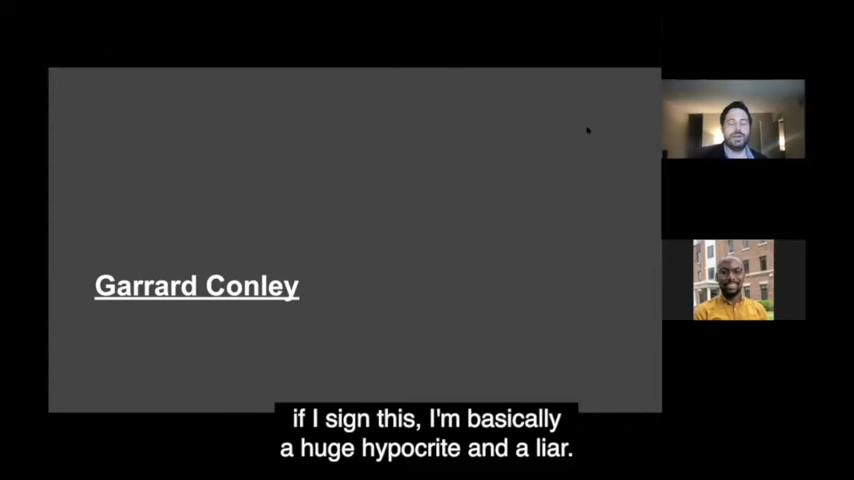 Garrard Conley
if I sign this, I'm basically
a huge hypocrite and a liar.